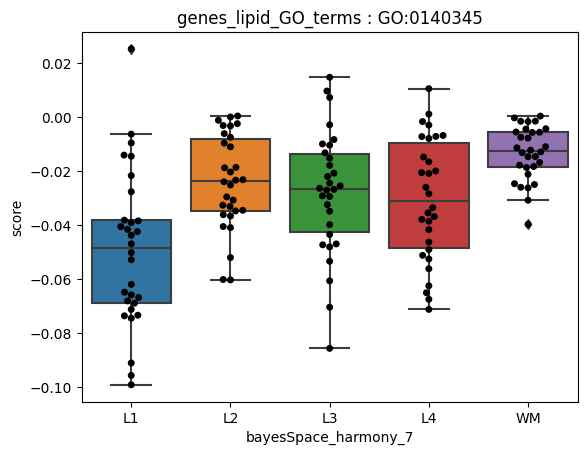 genes_lipid_GO_terms : GO:0140345
score
0.02
0.00
−0.02
−0.04
−0.06
−0.08
−0.10
L1 L2 L3 L4 WM
bayesSpace_harmony_7